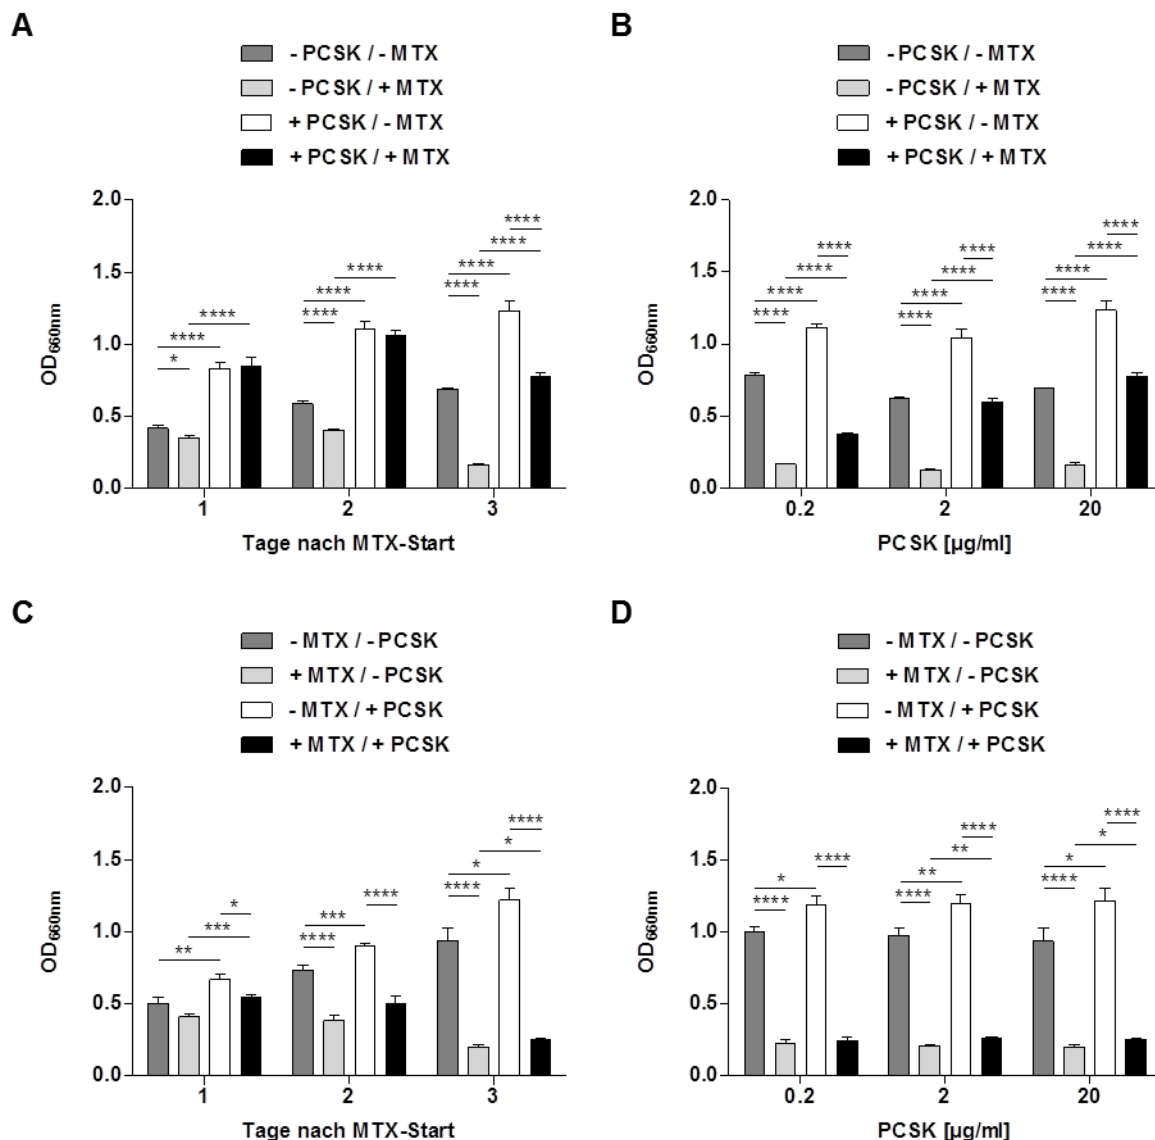 A
- PCSK / - MTX
- PCSK / + MTX
+ PCSK / - MTX
+ PCSK / + MTX
2.0
1.5
1.0
0.5
0.0
OD660nm
* **** ****
**** **** ****
**** **** **** ****
1 2 3
Tage nach MTX-Start
B
- PCSK / - MTX
- PCSK / + MTX
+ PCSK / - MTX
+ PCSK / + MTX
2.0
1.5
1.0
0.5
0.0
OD660nm
**** **** **** ****
**** **** **** ****
**** **** **** ****
0.2 2 20
PCSK [µg/ml]
C
- MTX / - PCSK
+ MTX / - PCSK
- MTX / + PCSK
+ MTX / + PCSK
2.0
1.5
1.0
0.5
0.0
OD660nm
** *** *
**** *** ****
**** * * ****
1 2 3
Tage nach MTX-Start
D
- MTX / - PCSK
+ MTX / - PCSK
- MTX / + PCSK
+ MTX / + PCSK
2.0
1.5
1.0
0.5
0.0
OD660nm
**** * ****
**** ** ** ****
**** * * ****
0.2 2 20
PCSK [µg/ml]